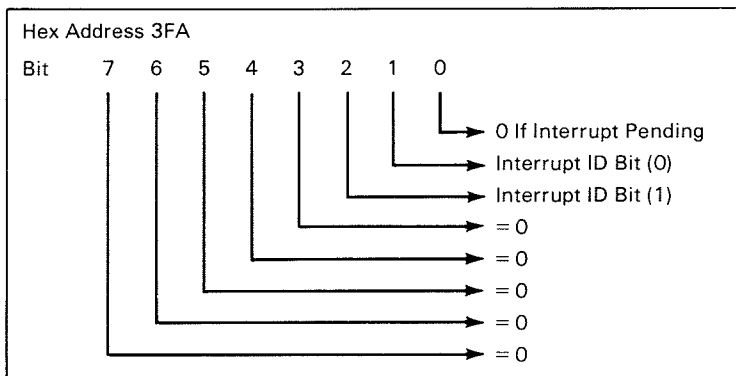 Hex Address 3FA
Bit 7 6 5 4 3 2 1 0
0 If Interrupt Pending
Interrupt ID Bit (0)
Interrupt ID Bit (1)
= 0
= 0
= 0
= 0
= 0